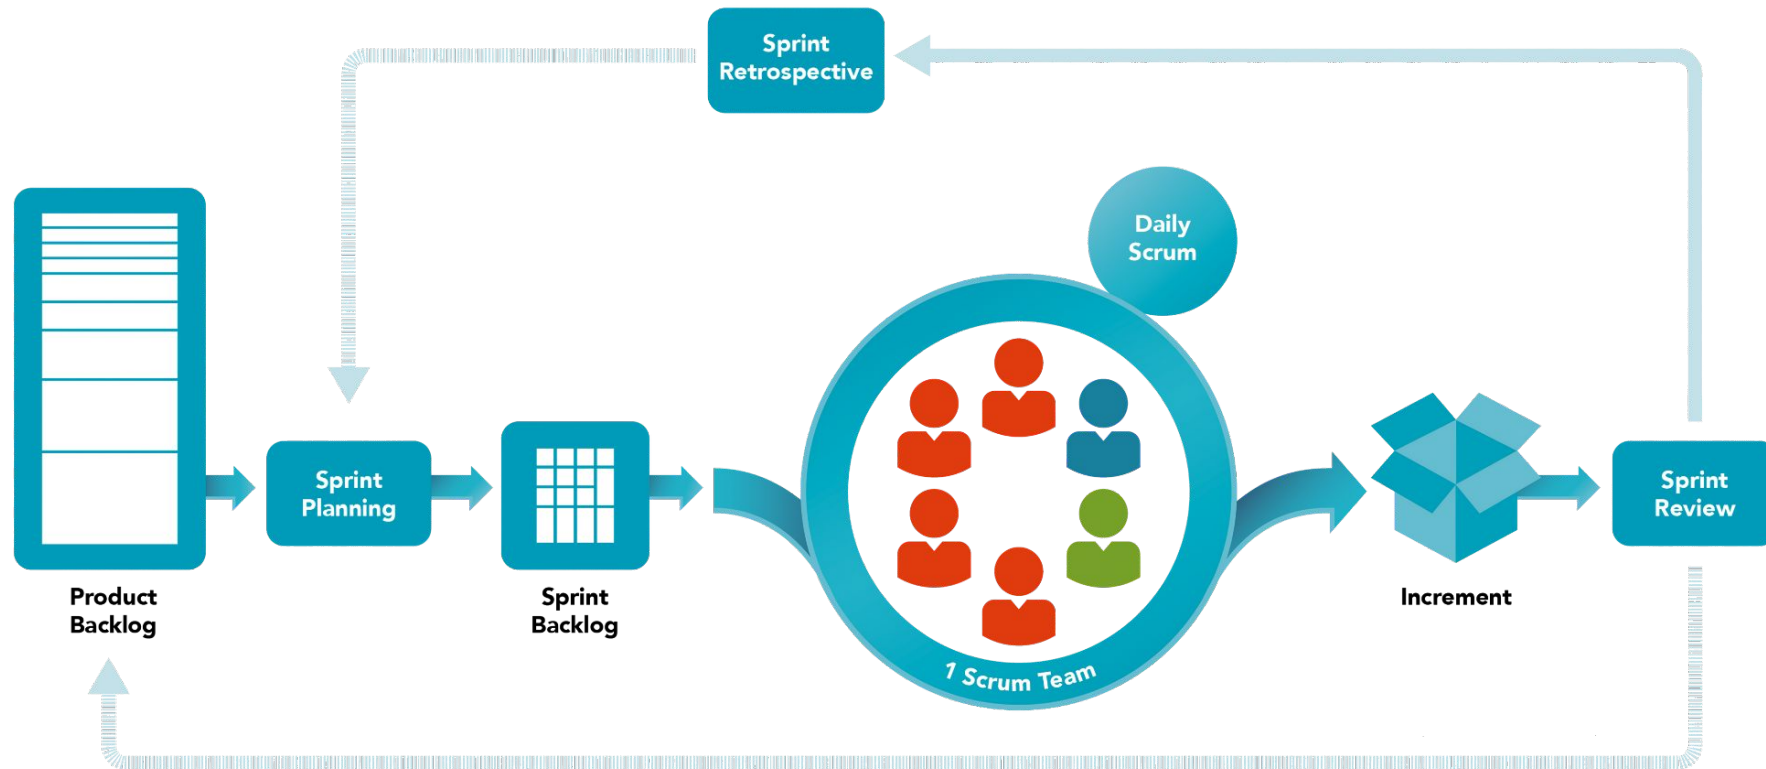 Sprint
Retrospective
Daily
Scrum
Sprint
Planning
Sprint
Review
Product
Backlog
Sprint
Backlog
1 Scrum Team
Increment